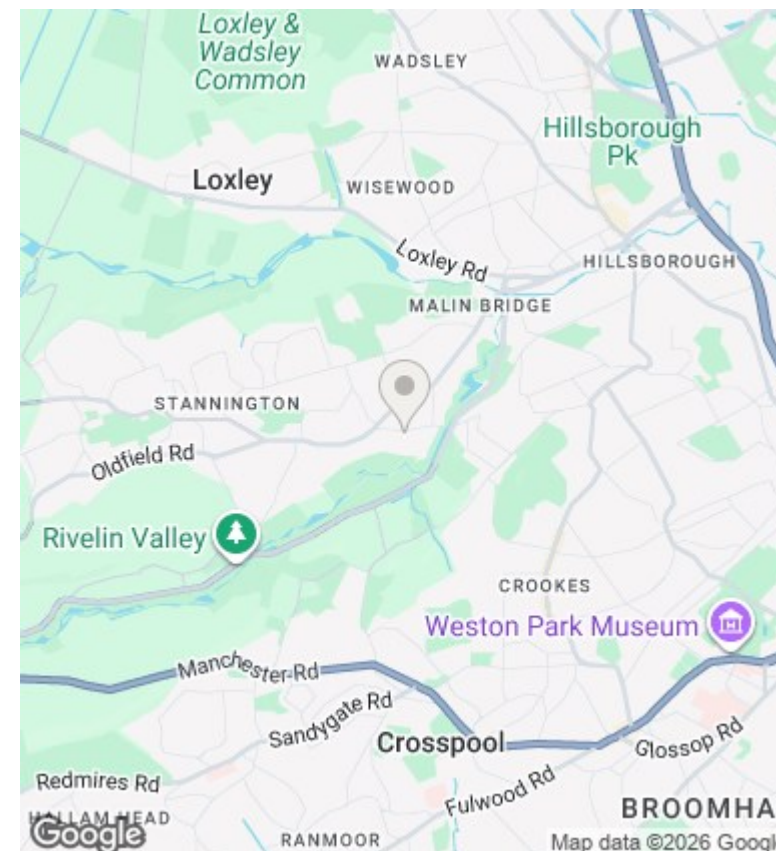 Loxley &
Wadsley
Common
WADSLEY
Hillsborough
Pk
Loxley
WISEWOOD
Loxley Rd
HILLSBOROUGH
MALIN BRIDGE
STANNINGTON
Oldfield Rd
Rivelin Valley
CROOKES
Weston Park Museum
Manchester Rd
Sandygate Rd
Crosspool
Glossop Rd
Redmires Rd
Fulwood Rd
BROOMHA
HALLAM HEAD
Google
RANMOOR
Map data ©2026 Googl